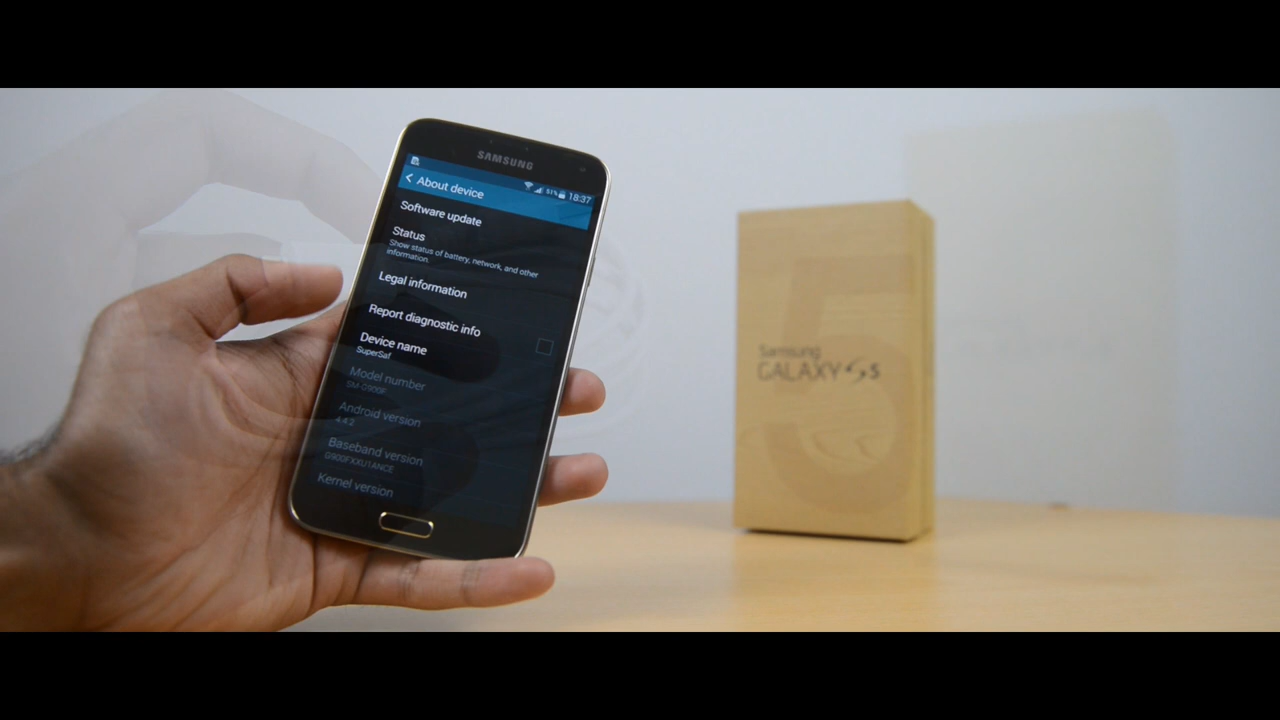 SAMSUNG
51% 18:37
About device
Software update
Status
Show status of battery, network, and other
information.
Legal information
Report diagnostic info
Device name
SuperSaf
Model number
SM-G900F
Android version
4.4.2
Baseband version
G900FXXU1ANCE
Kernel version
5
Samsung
GALAXY S5